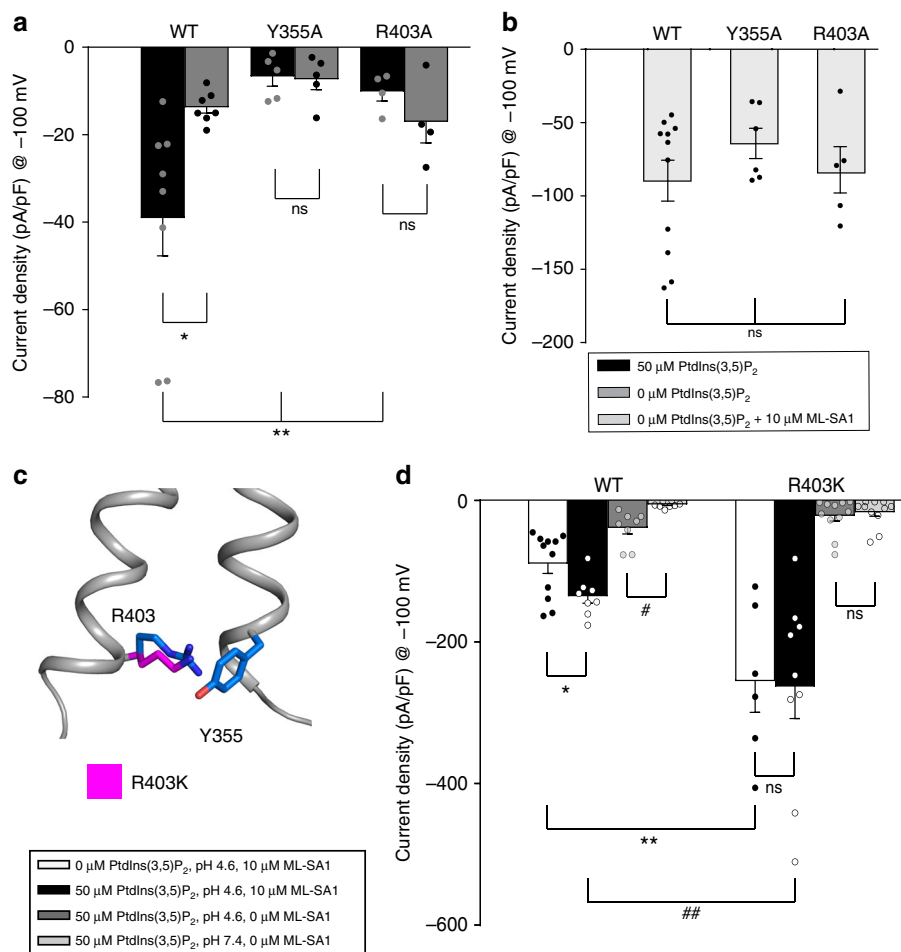 a
WT Y355A R403A
0
–20
–40
–60
–80
Current density (pA/pF) @ –100 mV
*
ns
ns
**
b
WT Y355A R403A
0
–50
–100
–150
–200
Current density (pA/pF) @ –100 mV
ns
50 µM PtdIns(3,5)P2
0 µM PtdIns(3,5)P2
0 µM PtdIns(3,5)P2 + 10 µM ML-SA1
c
R403
Y355
R403K
0 µM PtdIns(3,5)P2, pH 4.6, 10 µM ML-SA1
50 µM PtdIns(3,5)P2, pH 4.6, 10 µM ML-SA1
50 µM PtdIns(3,5)P2, pH 4.6, 0 µM ML-SA1
50 µM PtdIns(3,5)P2, pH 7.4, 0 µM ML-SA1
d
WT R403K
0
–200
–400
–600
Current density (pA/pF) @ –100 mV
#
*
ns
ns
**
##